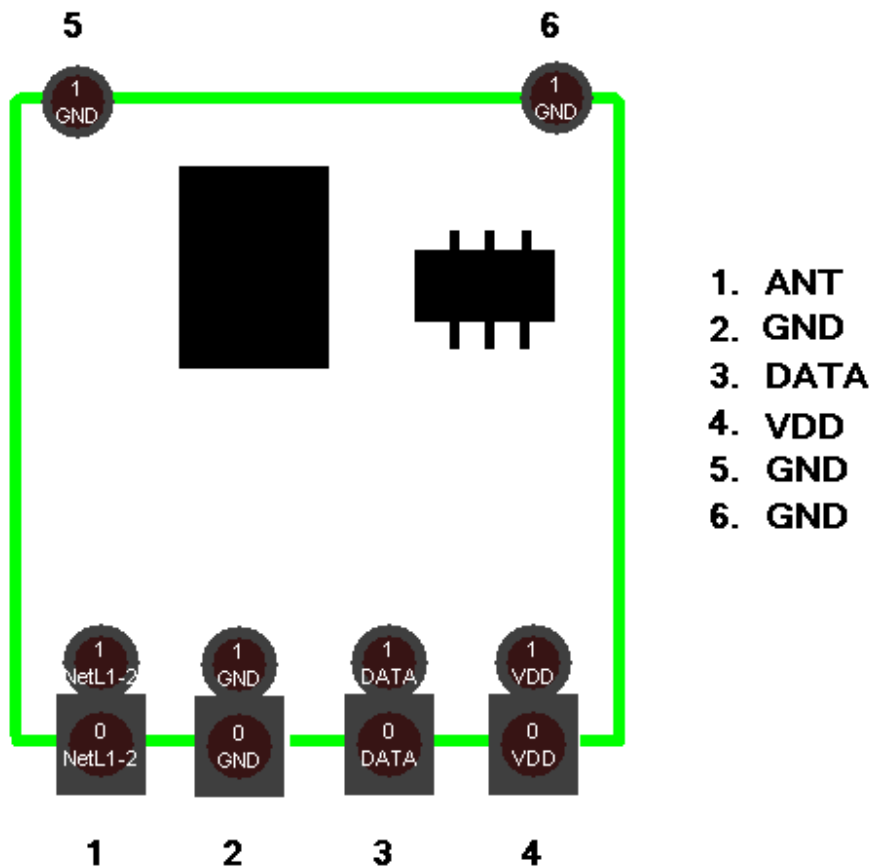 5 6
1 1
GND GND
1. ANT
2. GND
3. DATA
4. VDD
5. GND
6. GND
1 1 1 1
NetL1-2 GND DATA VDD
0 0 0 0
NetL1-2 GND DATA VDD
1 2 3 4